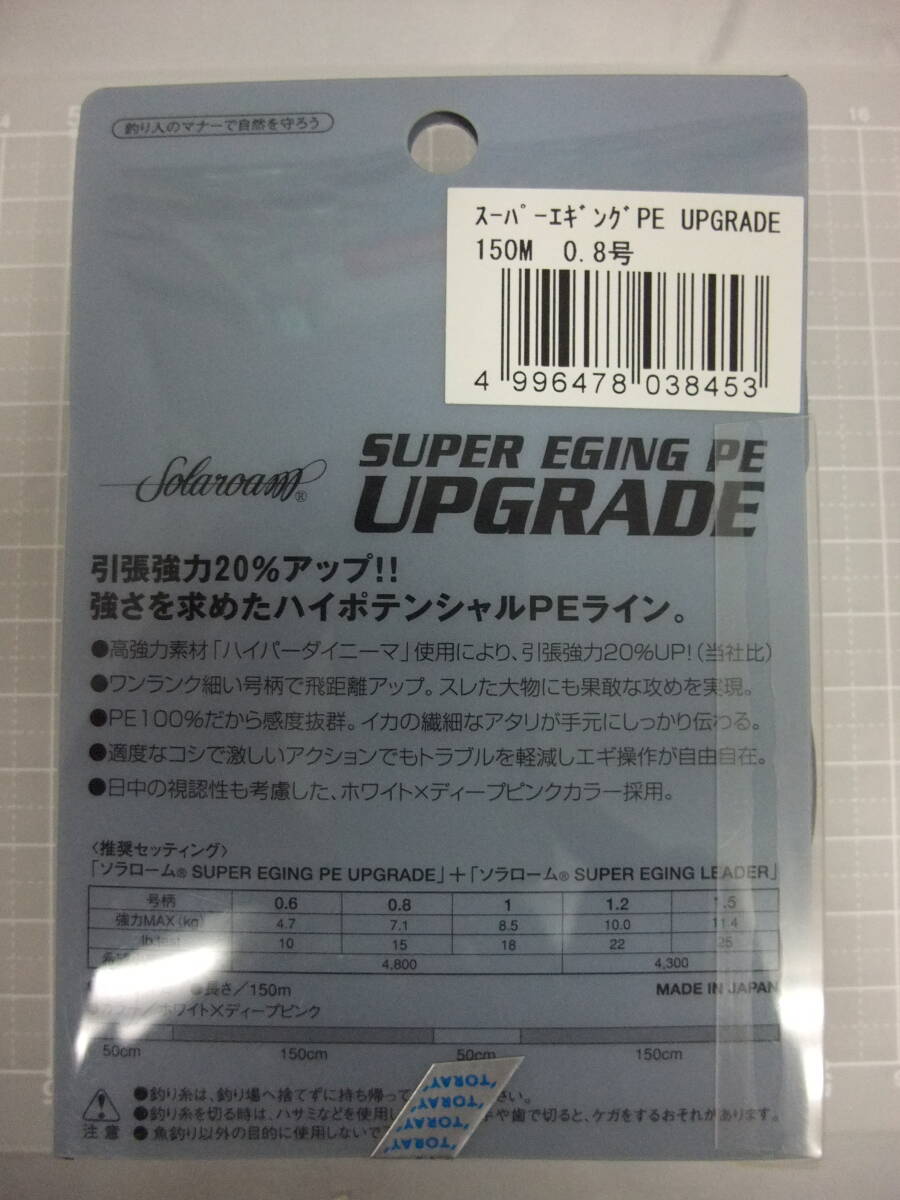 釣り人のマナーで自然を守ろう
ｽｰﾊﾟｰｴｷﾞﾝｸﾞPE UPGRADE
150M 0.8号
4 996478 038453
Solaroam®
SUPER EGING PE
UPGRADE
引張強力20%アップ!!
強さを求めたハイポテンシャルPEライン。
●高強力素材「ハイパーダイニーマ」使用により、引張強力20%UP!(当社比)
●ワンランク細い号柄で飛距離アップ。スレた大物にも果敢な攻めを実現。
●PE100%だから感度抜群。イカの繊細なアタリが手元にしっかり伝わる。
●適度なコシで激しいアクションでもトラブルを軽減しエギ操作が自由自在。
●日中の視認性も考慮した、ホワイト×ディープピンクカラー採用。
〈推奨セッティング〉
「ソラローム® SUPER EGING PE UPGRADE」+「ソラローム® SUPER EGING LEADER」
号柄 0.6 0.8 1 1.2 1.5
強力MAX(kg) 4.7 7.1 8.5 10.0 11.4
lb.test 10 15 18 22 25
4,800 4,300
●長さ/150m MADE IN JAPAN
ホワイト×ディープピンク
50cm 150cm 50cm 150cm
●釣り糸は、釣り場へ捨てずに持ち帰って さい。
●釣り糸を切る時は、ハサミなどを使用し や歯で切ると、ケガをするおそれがあります。
注意 ●魚釣り以外の目的に使用しないで
'TORAY'
'TORAY'
'TORAY'
'TORAY'